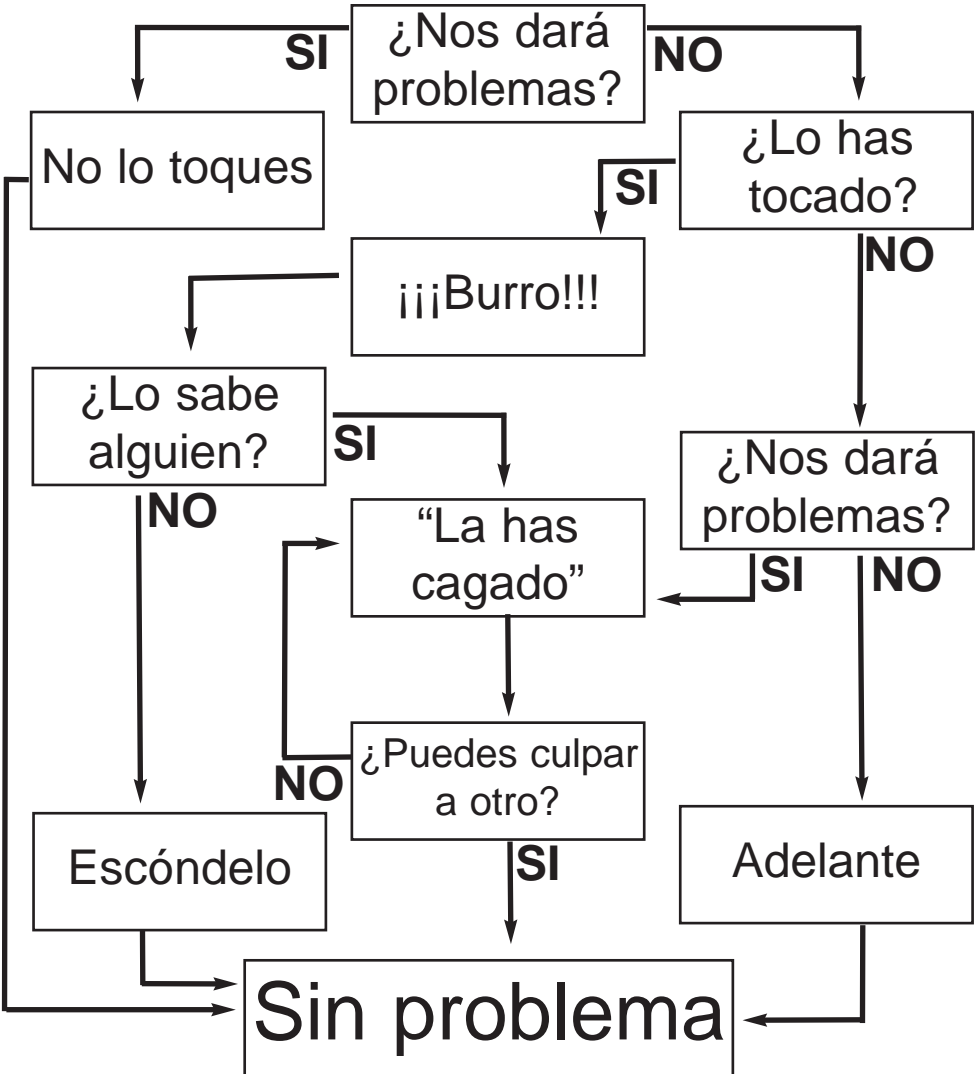 ¿Nos dará
problemas?
SI
NO
No lo toques
¿Lo has
tocado?
SI
NO
¡¡¡Burro!!!
¿Lo sabe
alguien?
SI
NO
¿Nos dará
problemas?
SI
NO
“La has
cagado”
¿Puedes culpar
a otro?
NO
SI
Escóndelo
Adelante
Sin problema